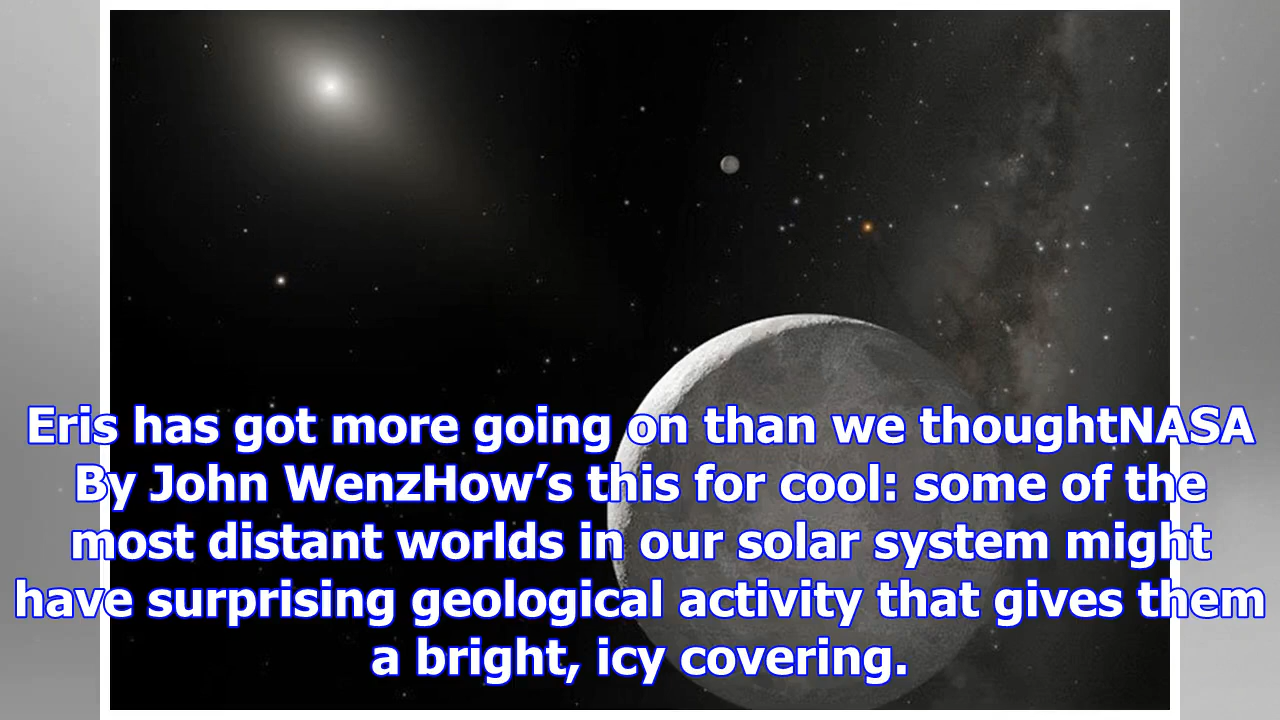 Eris has got more going on than we thoughtNASA
By John WenzHow’s this for cool: some of the
most distant worlds in our solar system might
have surprising geological activity that gives them
a bright, icy covering.